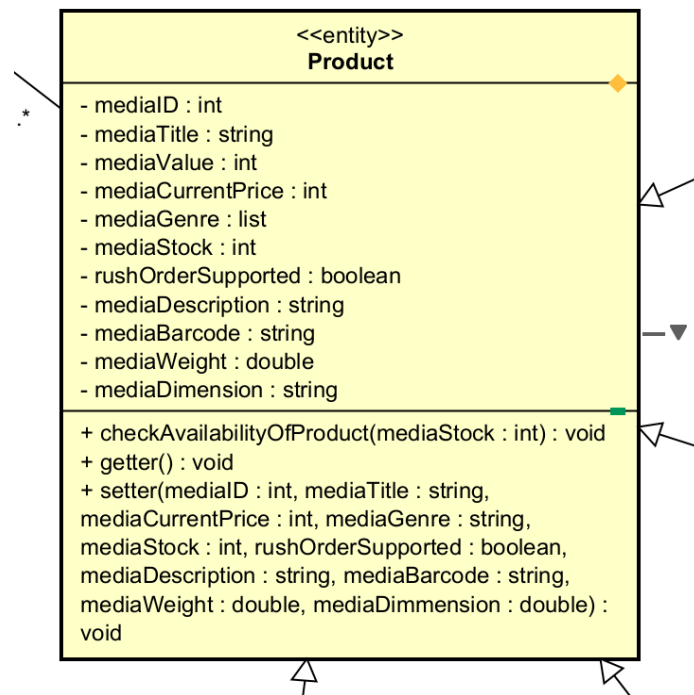 <<entity>>
Product
.*
- mediaID : int
- mediaTitle : string
- mediaValue : int
- mediaCurrentPrice : int
- mediaGenre : list
- mediaStock : int
- rushOrderSupported : boolean
- mediaDescription : string
- mediaBarcode : string
- mediaWeight : double
- mediaDimension : string
+ checkAvailabilityOfProduct(mediaStock : int) : void
+ getter() : void
+ setter(mediaID : int, mediaTitle : string,
mediaCurrentPrice : int, mediaGenre : string,
mediaStock : int, rushOrderSupported : boolean,
mediaDescription : string, mediaBarcode : string,
mediaWeight : double, mediaDimmension : double) :
void